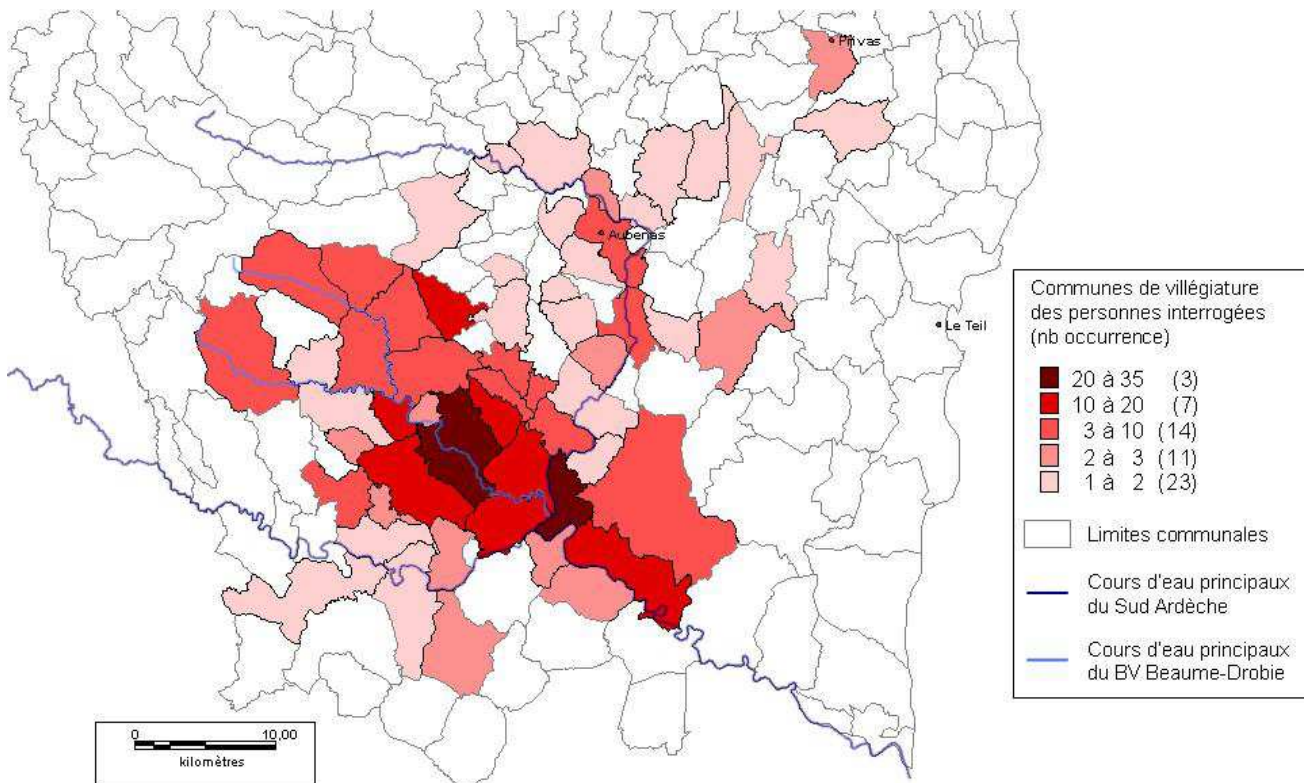 Privas
Aubenas
Le Teil
Communes de villégiature
des personnes interrogées
(nb occurrence)
20 à 35 (3)
10 à 20 (7)
3 à 10 (14)
2 à 3 (11)
1 à 2 (23)
Limites communales
Cours d'eau principaux
du Sud Ardèche
Cours d'eau principaux
du BV Beaume-Drobie
0 10,00
kilomètres